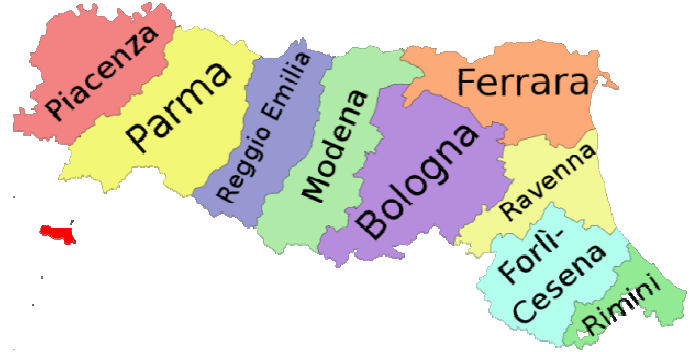 Piacenza
Parma
Reggio Emilia
Modena
Bologna
Ferrara
Ravenna
Forlì-
Cesena
Rimini